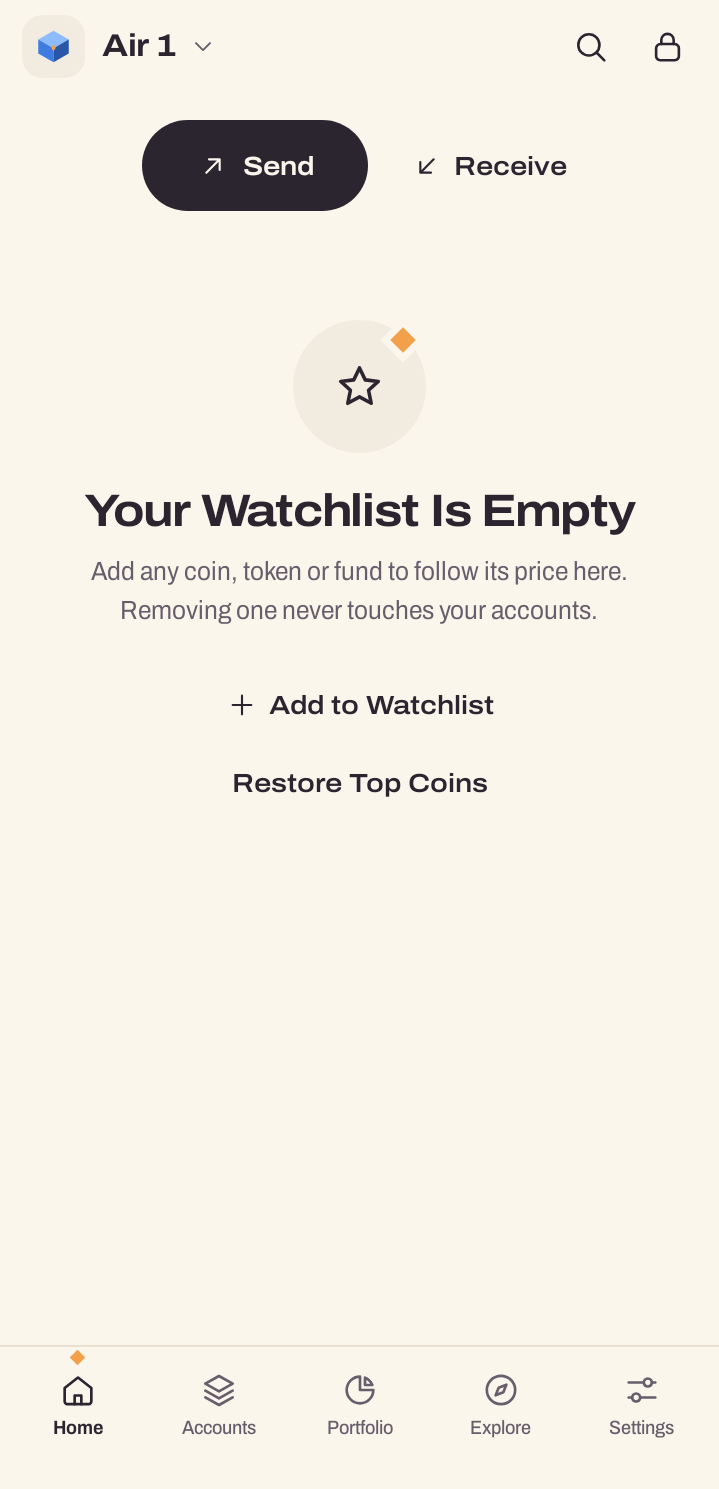 Air 1
Send
Receive
Your Watchlist Is Empty
Add any coin, token or fund to follow its price here.
Removing one never touches your accounts.
Add to Watchlist
Restore Top Coins
Home
Accounts
Portfolio
Explore
Settings